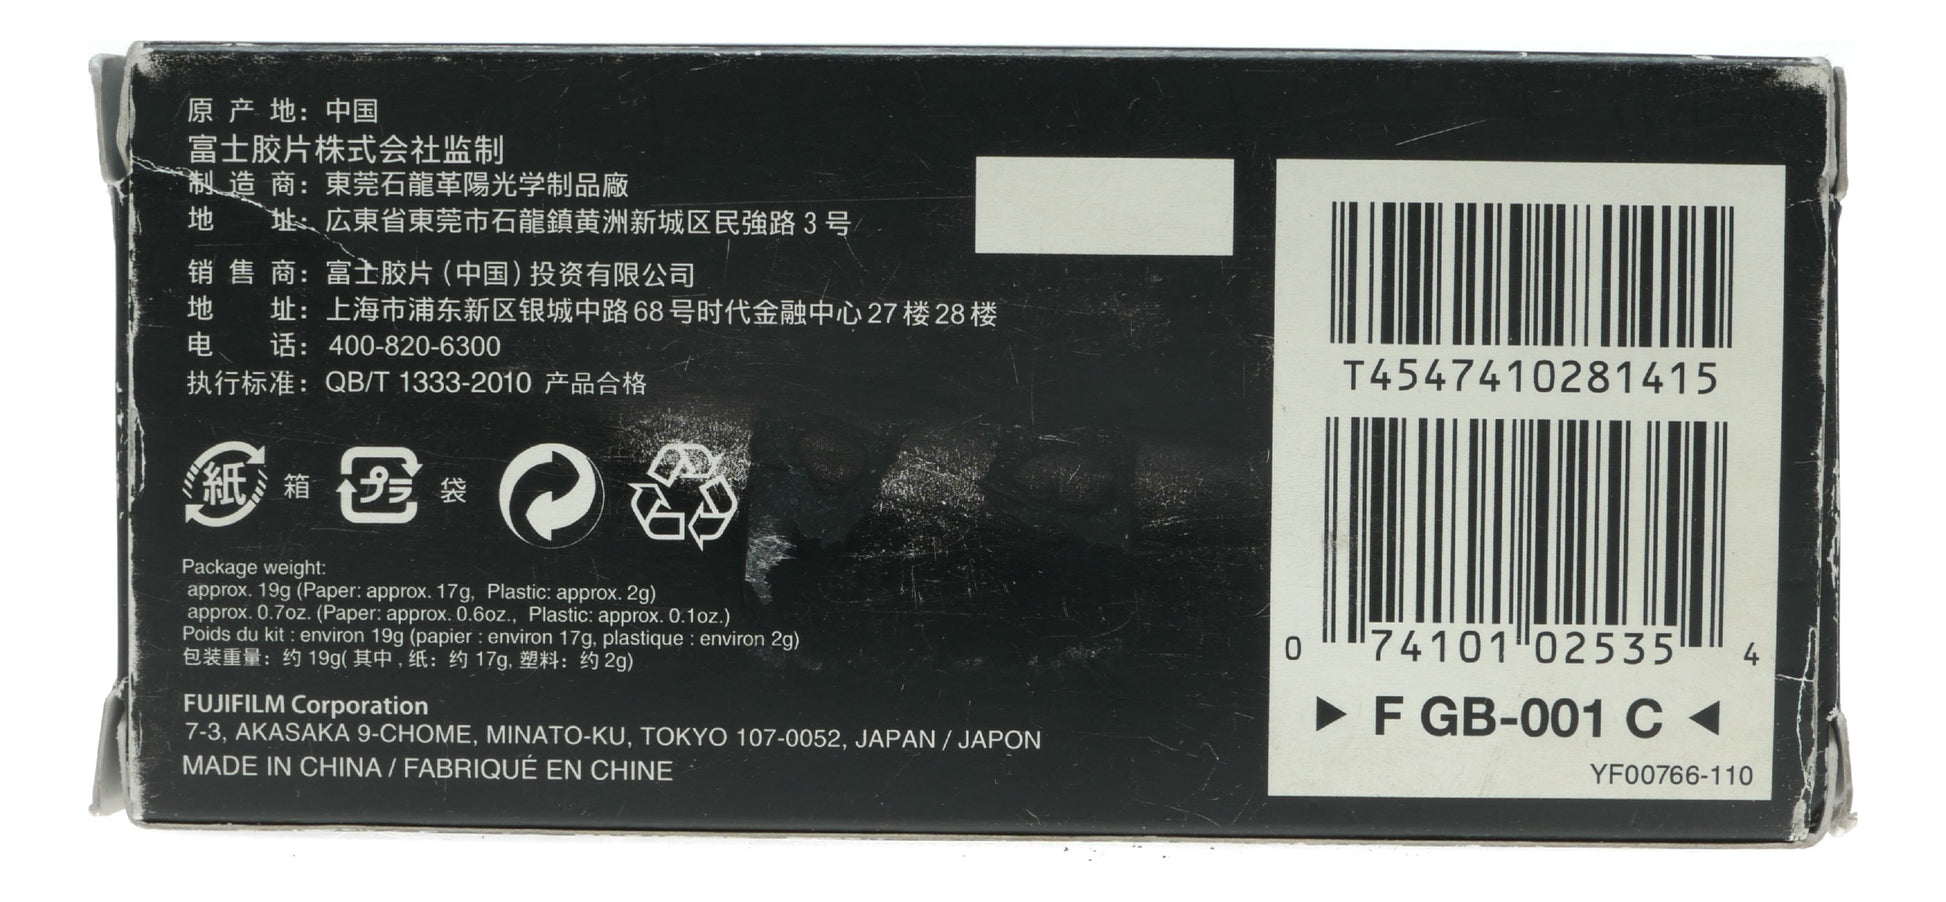 原产地：中国
富士胶片株式会社监制
制造商：東莞石龍革陽光学制品廠
地址：広東省東莞市石龍鎮黄洲新城区民強路3号
销售商：富士胶片（中国）投资有限公司
地址：上海市浦东新区银城中路68号时代金融中心27楼28楼
电话：400-820-6300
执行标准：QB/T 1333-2010 产品合格
紙 箱 プラ 袋
Package weight:
approx. 19g (Paper: approx. 17g, Plastic: approx. 2g)
approx. 0.7oz. (Paper: approx. 0.6oz., Plastic: approx. 0.1oz.)
Poids du kit : environ 19g (papier : environ 17g, plastique : environ 2g)
包装重量：约 19g( 其中 , 纸：约 17g, 塑料：约 2g)
FUJIFILM Corporation
7-3, AKASAKA 9-CHOME, MINATO-KU, TOKYO 107-0052, JAPAN / JAPON
MADE IN CHINA / FABRIQUÉ EN CHINE
T4547410281415
0 74101 02535 4
▶ F GB-001 C ◀
YF00766-110